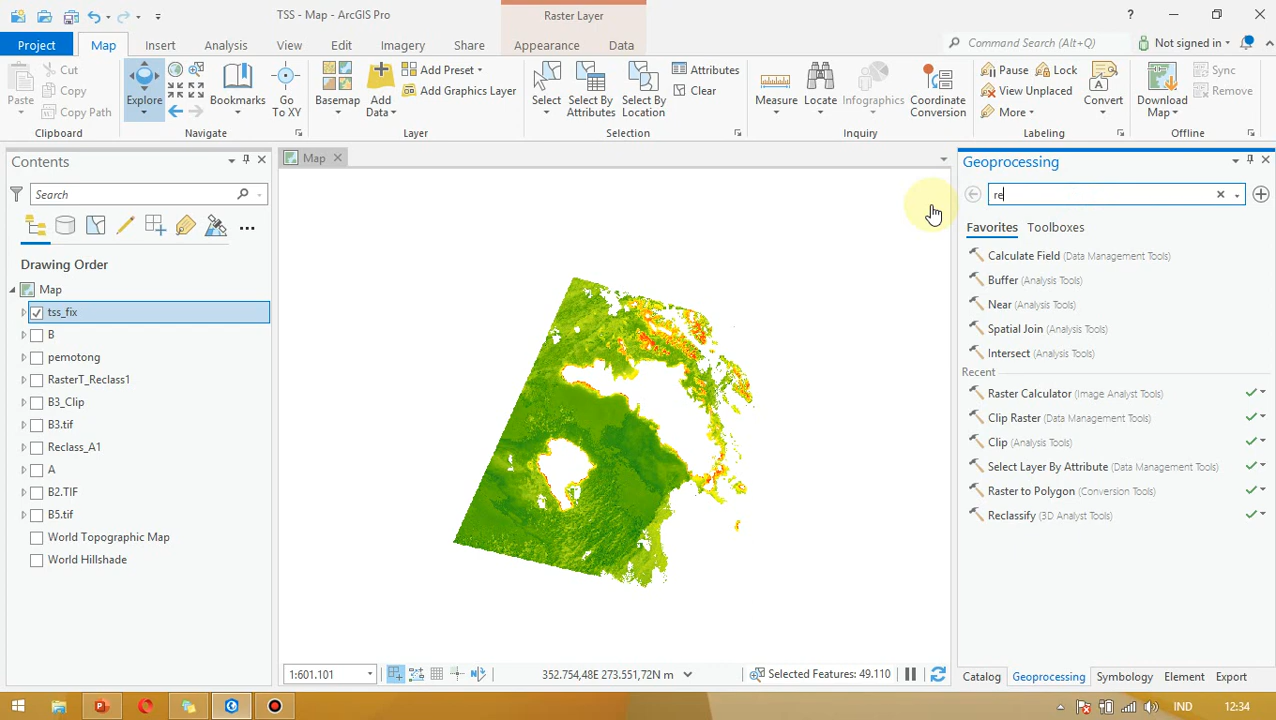 TSS - Map - ArcGIS Pro
Raster Layer
?
Project Map Insert Analysis View Edit Imagery Share Appearance Data
Command Search (Alt+Q)
Not signed in
Paste
Cut
Copy
Copy Path
Clipboard
Explore
Bookmarks
Go To XY
Navigate
Basemap
Add Data
Add Preset
Add Graphics Layer
Layer
Select
Select By Attributes
Select By Location
Attributes
Clear
Selection
Measure
Locate
Infographics
Coordinate Conversion
Inquiry
Pause
Lock
View Unplaced
More
Convert
Labeling
Download Map
Sync
Remove
Offline
Contents
Search
Drawing Order
Map
tss_fix
B
pemotong
RasterT_Reclass1
B3_Clip
B3.tif
Reclass_A1
A
B2.TIF
B5.tif
World Topographic Map
World Hillshade
Map
1:601.101
352.754,48E 273.551,72N m
Selected Features: 49.110
Geoprocessing
re
Favorites Toolboxes
Calculate Field (Data Management Tools)
Buffer (Analysis Tools)
Near (Analysis Tools)
Spatial Join (Analysis Tools)
Intersect (Analysis Tools)
Recent
Raster Calculator (Image Analyst Tools)
Clip Raster (Data Management Tools)
Clip (Analysis Tools)
Select Layer By Attribute (Data Management Tools)
Raster to Polygon (Conversion Tools)
Reclassify (3D Analyst Tools)
Catalog Geoprocessing Symbology Element Export
IND
12:34